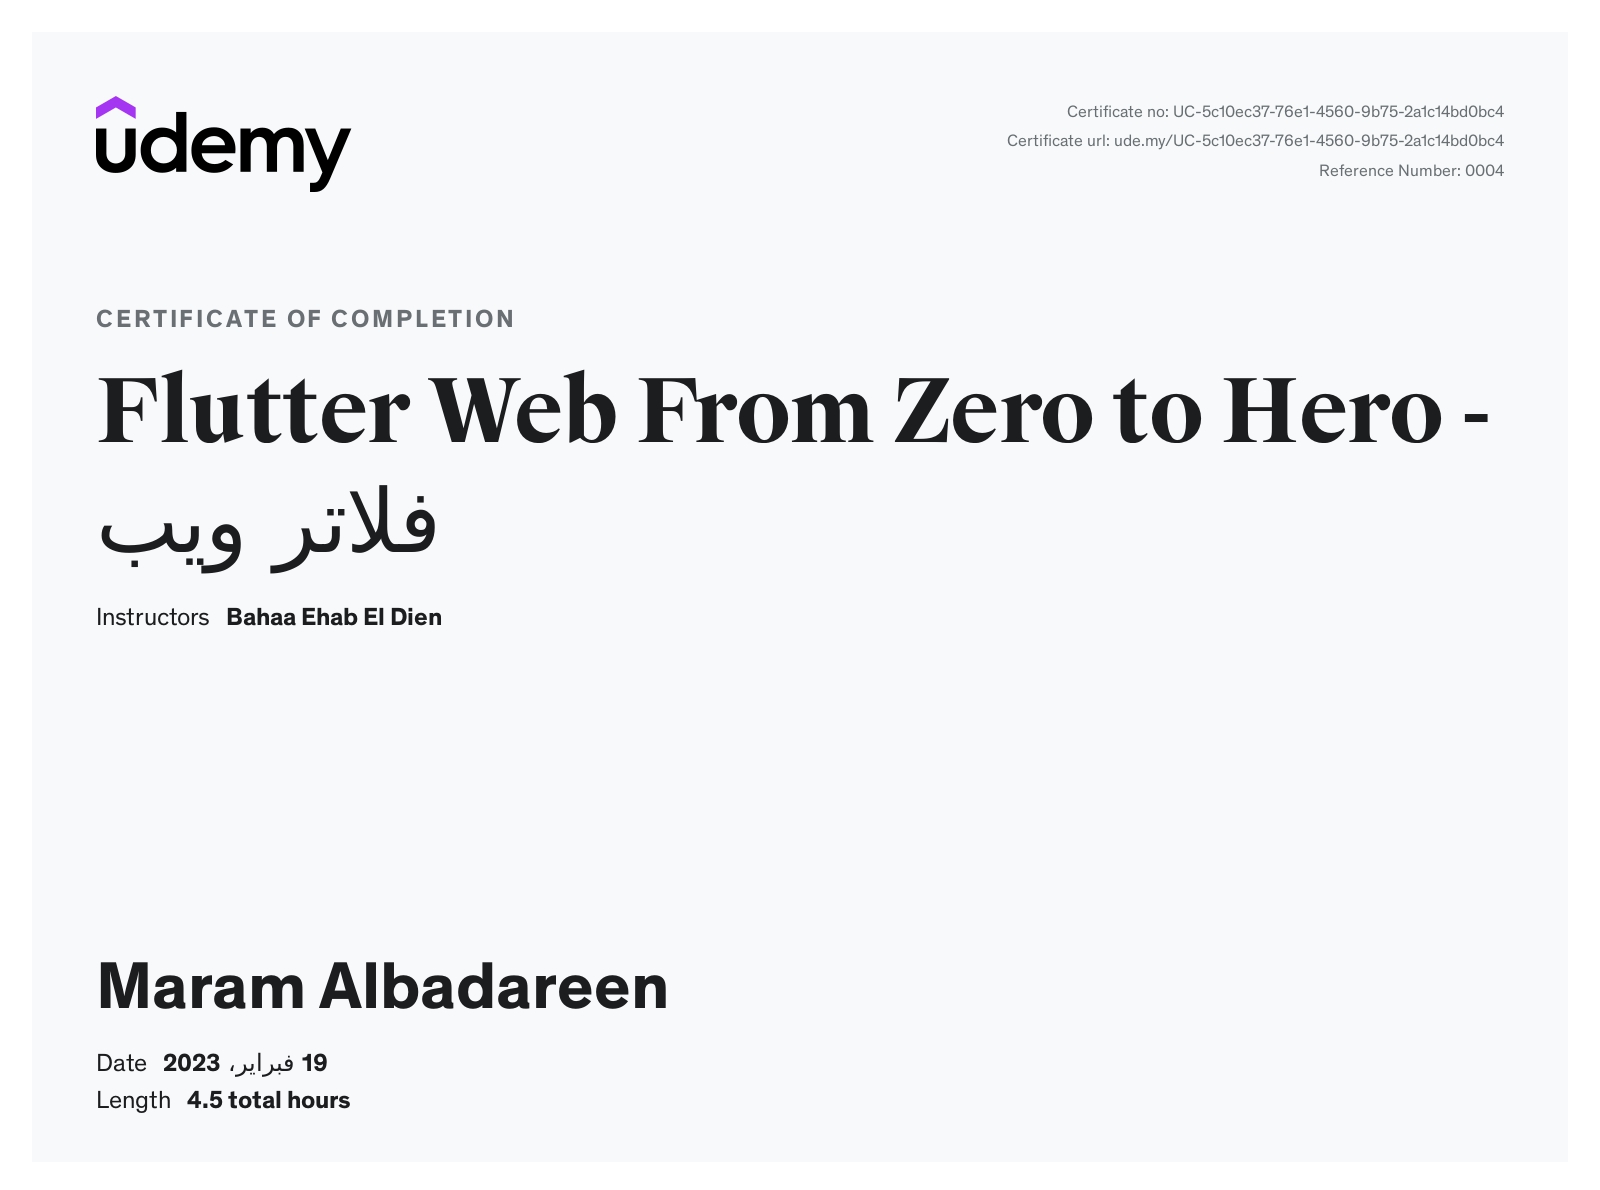 udemy
Certificate no: UC-5c10ec37-76e1-4560-9b75-2a1c14bd0bc4
Certificate url: ude.my/UC-5c10ec37-76e1-4560-9b75-2a1c14bd0bc4
Reference Number: 0004
CERTIFICATE OF COMPLETION
Flutter Web From Zero to Hero -
فلاتر ويب
Instructors Bahaa Ehab El Dien
Maram Albadareen
Date 19 فبراير، 2023
Length 4.5 total hours